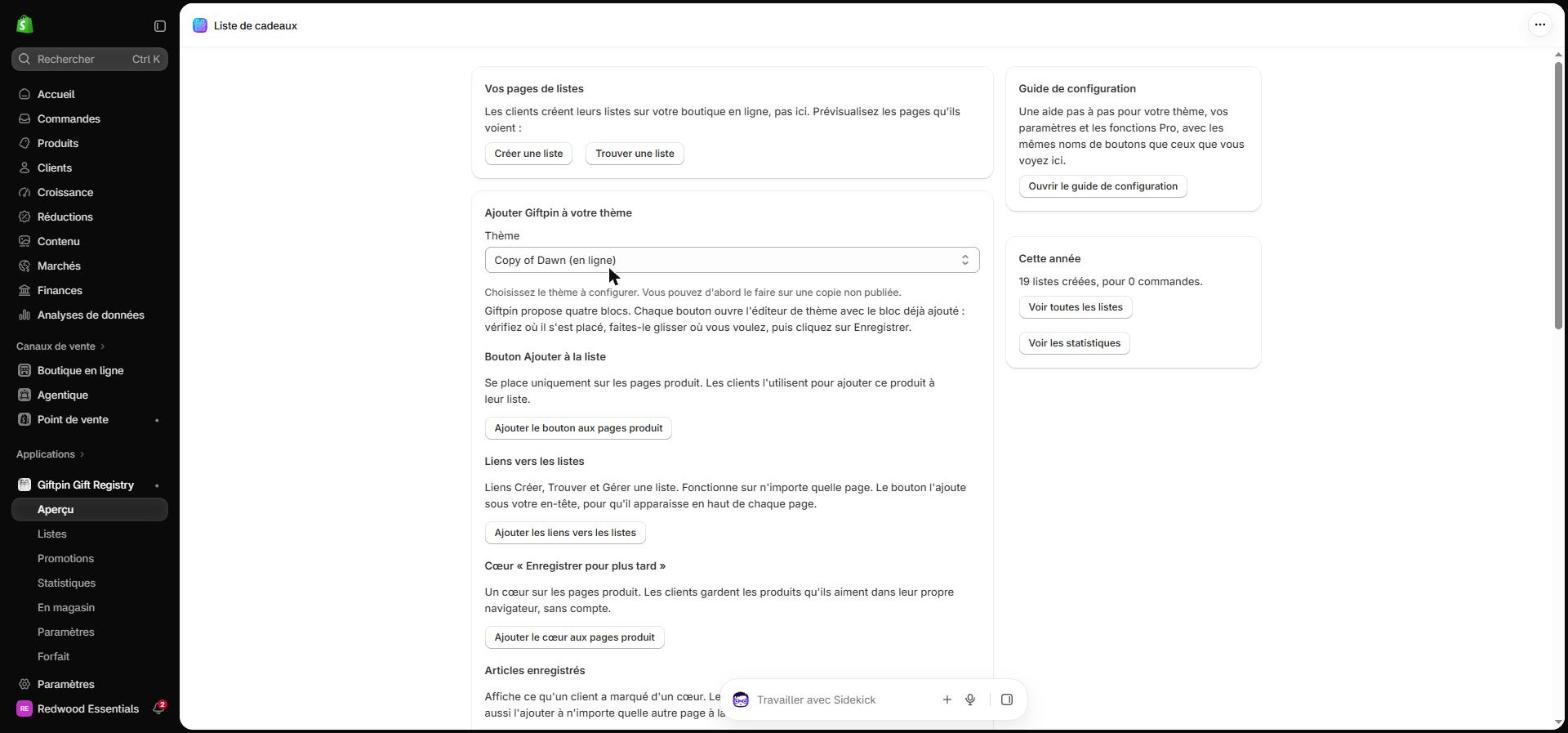 Rechercher Ctrl K
Accueil
Commandes
Produits
Clients
Croissance
Réductions
Contenu
Marchés
Finances
Analyses de données
Canaux de vente
Boutique en ligne
Agentique
Point de vente
Applications
Giftpin Gift Registry
Aperçu
Listes
Promotions
Statistiques
En magasin
Paramètres
Forfait
Paramètres
RE Redwood Essentials 2
Liste de cadeaux
Vos pages de listes
Les clients créent leurs listes sur votre boutique en ligne, pas ici. Prévisualisez les pages qu'ils
voient :
Créer une liste Trouver une liste
Ajouter Giftpin à votre thème
Thème
Copy of Dawn (en ligne)
Choisissez le thème à configurer. Vous pouvez d'abord le faire sur une copie non publiée.
Giftpin propose quatre blocs. Chaque bouton ouvre l'éditeur de thème avec le bloc déjà ajouté :
vérifiez où il s'est placé, faites-le glisser où vous voulez, puis cliquez sur Enregistrer.
Bouton Ajouter à la liste
Se place uniquement sur les pages produit. Les clients l'utilisent pour ajouter ce produit à
leur liste.
Ajouter le bouton aux pages produit
Liens vers les listes
Liens Créer, Trouver et Gérer une liste. Fonctionne sur n'importe quelle page. Le bouton l'ajoute
sous votre en-tête, pour qu'il apparaisse en haut de chaque page.
Ajouter les liens vers les listes
Cœur « Enregistrer pour plus tard »
Un cœur sur les pages produit. Les clients gardent les produits qu'ils aiment dans leur propre
navigateur, sans compte.
Ajouter le cœur aux pages produit
Articles enregistrés
Affiche ce qu'un client a marqué d'un cœur. Le
aussi l'ajouter à n'importe quelle autre page à la
Travailler avec Sidekick
Guide de configuration
Une aide pas à pas pour votre thème, vos
paramètres et les fonctions Pro, avec les
mêmes noms de boutons que ceux que vous
voyez ici.
Ouvrir le guide de configuration
Cette année
19 listes créées, pour 0 commandes.
Voir toutes les listes
Voir les statistiques